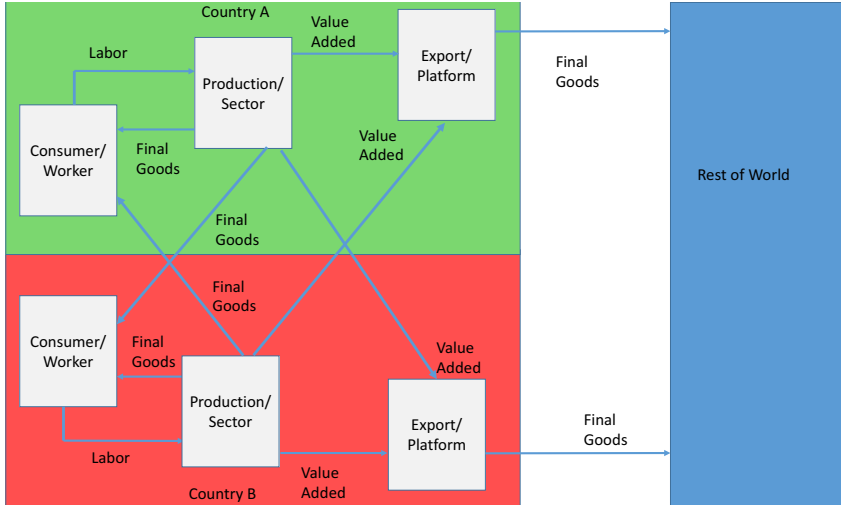 Country A
Value
Added
Export/
Platform
Labor
Production/
Sector
Final
Goods
Value
Added
Final
Goods
Consumer/
Worker
Rest of World
Final
Goods
Final
Goods
Consumer/
Worker
Final
Goods
Value
Added
Production/
Sector
Export/
Platform
Final
Goods
Labor
Value
Added
Country B